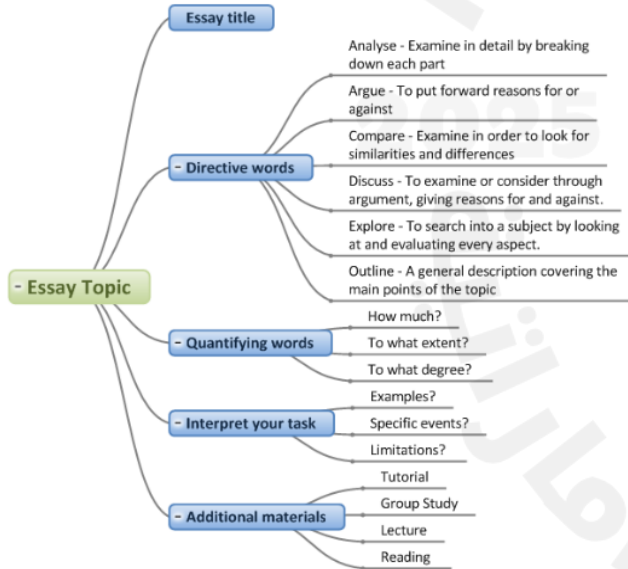 Essay title
Analyse - Examine in detail by breaking
down each part
Argue - To put forward reasons for or
against
Compare - Examine in order to look for
similarities and differences
- Directive words
Discuss - To examine or consider through
argument, giving reasons for and against.
Explore - To search into a subject by looking
at and evaluating every aspect.
Outline - A general description covering the
main points of the topic
- Essay Topic
How much?
- Quantifying words
To what extent?
To what degree?
Examples?
- Interpret your task
Specific events?
Limitations?
Tutorial
Group Study
- Additional materials
Lecture
Reading
2025